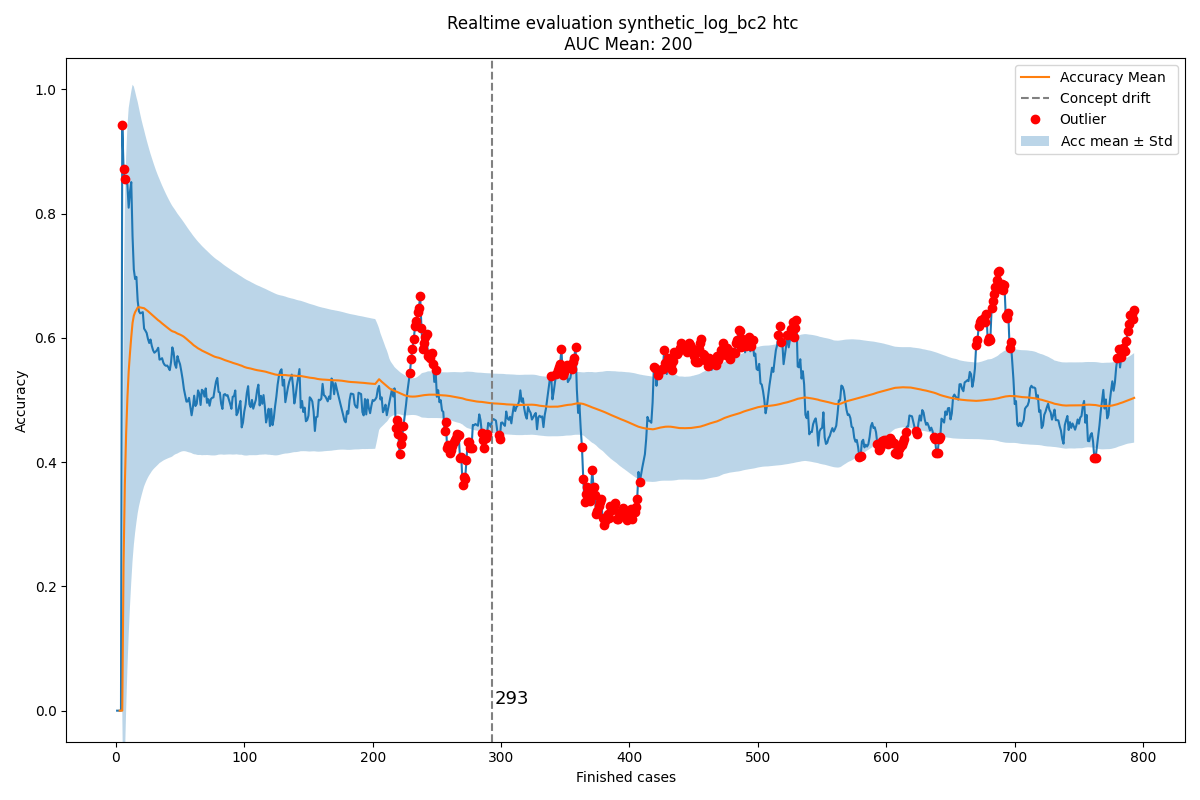 Realtime evaluation synthetic_log_bc2 htc
AUC Mean: 200
Accuracy
1.0
0.8
0.6
0.4
0.2
0.0
Accuracy Mean
Concept drift
Outlier
Acc mean ± Std
293
0
100
200
300
400
500
600
700
800
Finished cases